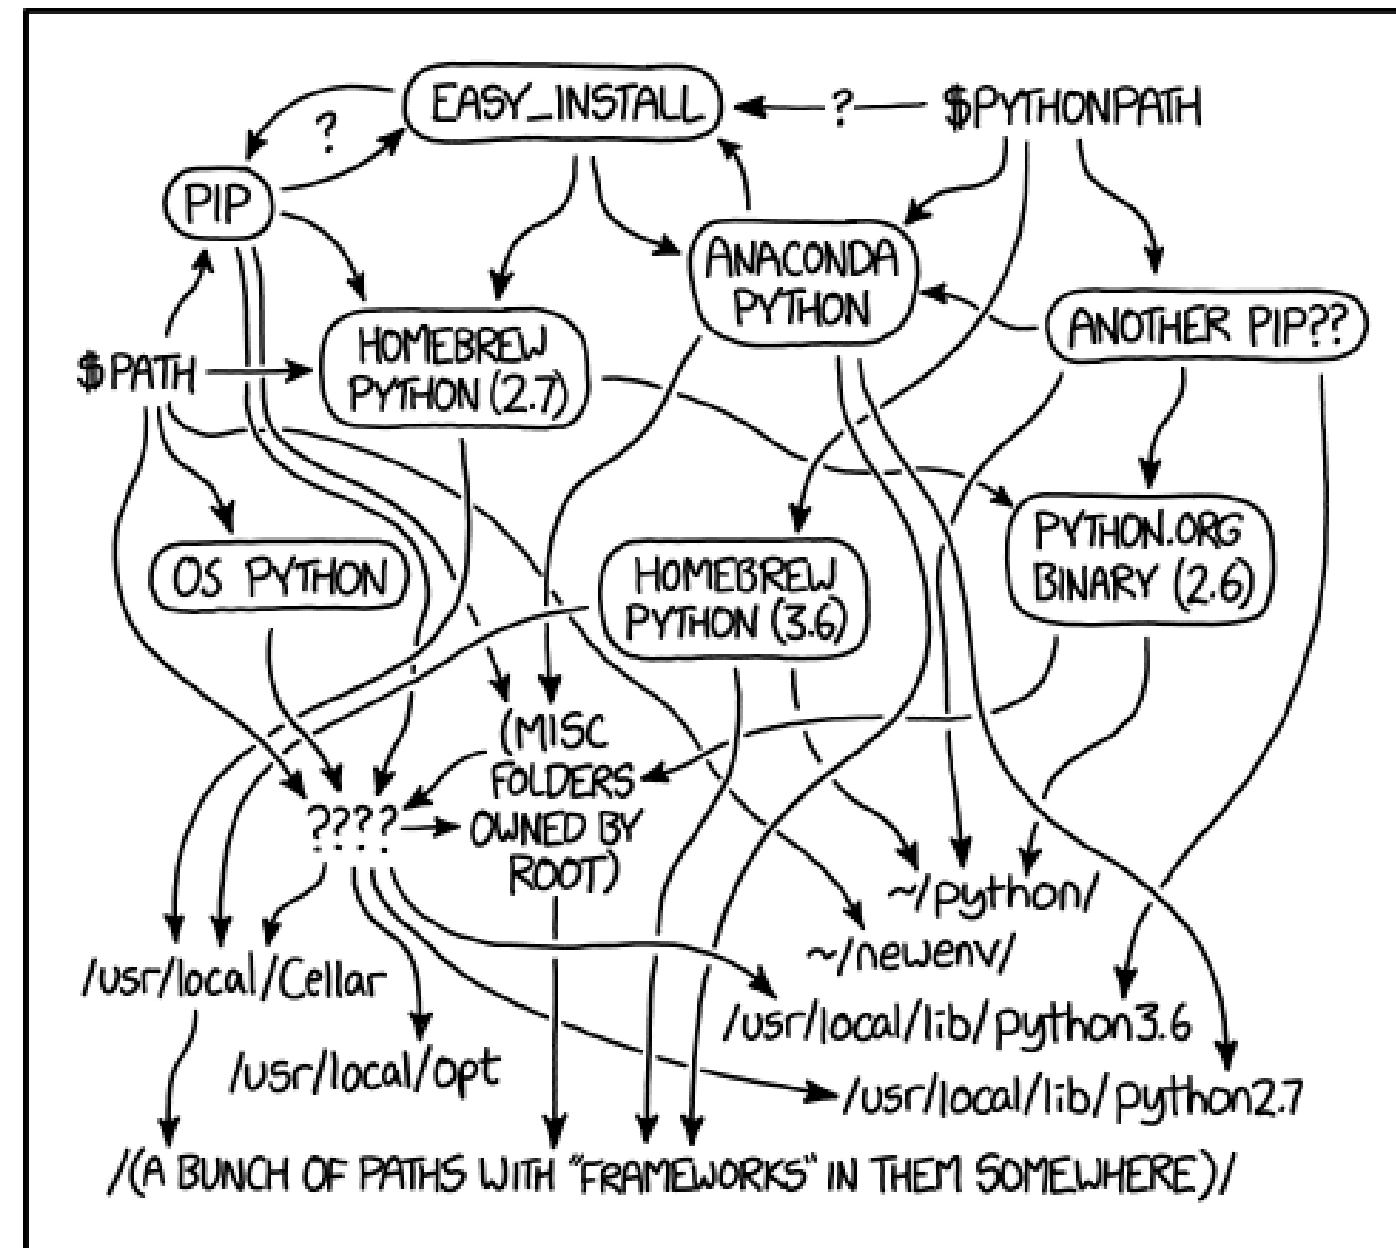 EASY_INSTALL
?
$PYTHONPATH
?
PIP
ANACONDA
PYTHON
ANOTHER PIP??
HOMEBREW
PYTHON (2.7)
$PATH
PYTHON.ORG
BINARY (2.6)
OS PYTHON
HOMEBREW
PYTHON (3.6)
(MISC
FOLDERS
OWNED BY
ROOT)
????
~/python/
~/newenv/
/usr/local/Cellar
/usr/local/lib/python3.6
/usr/local/opt
/usr/local/lib/python2.7
/(A BUNCH OF PATHS WITH "FRAMEWORKS" IN THEM SOMEWHERE)/